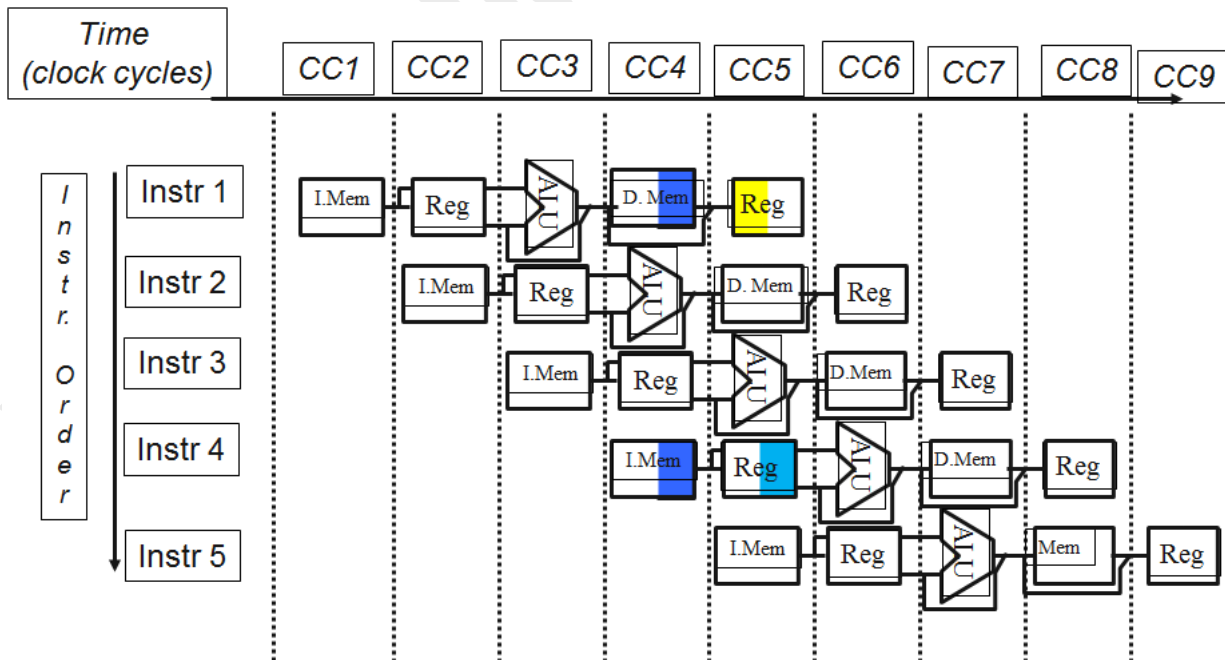 Time
(clock cycles)
CC1 CC2 CC3 CC4 CC5 CC6 CC7 CC8 CC9
Instr. Order
Instr 1
I.Mem Reg ALU D. Mem Reg
Instr 2
I.Mem Reg ALU D. Mem Reg
Instr 3
I.Mem Reg ALU D.Mem Reg
Instr 4
I.Mem Reg ALU D.Mem Reg
Instr 5
I.Mem Reg ALU Mem Reg